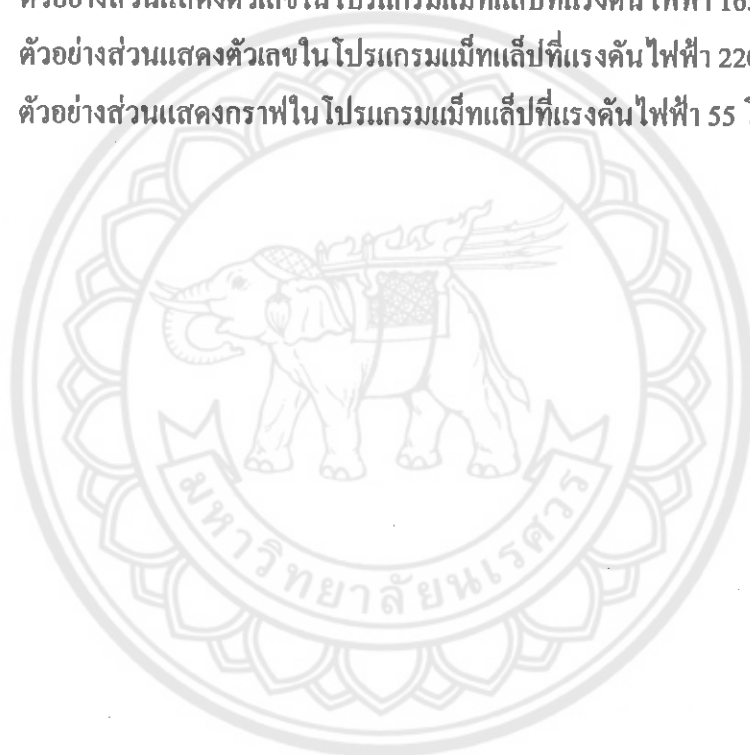 ตัวอย่างส่วนแสดงตัวเลขในโปรแกรมแม็ทแล็ปที่แรงดันไฟฟ้า
ตัวอย่างส่วนแสดงตัวเลขในโปรแกรมแม็ทแล็ปที่แรงดันไฟฟ้า 220
ตัวอย่างส่วนแสดงกราฟในโปรแกรมแม็ทแล็ปที่แรงดันไฟฟ้า 55
มหาวิทยาลัยนเรศวร